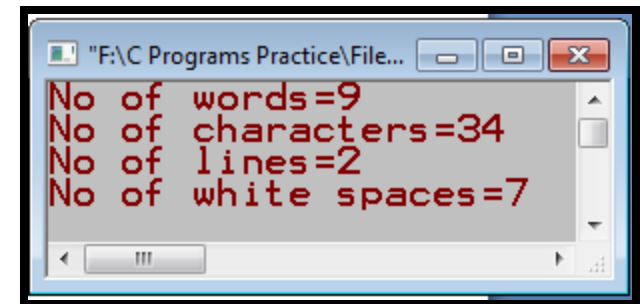 "F:\C Programs Practice\File...
No of words=9
No of characters=34
No of lines=2
No of white spaces=7